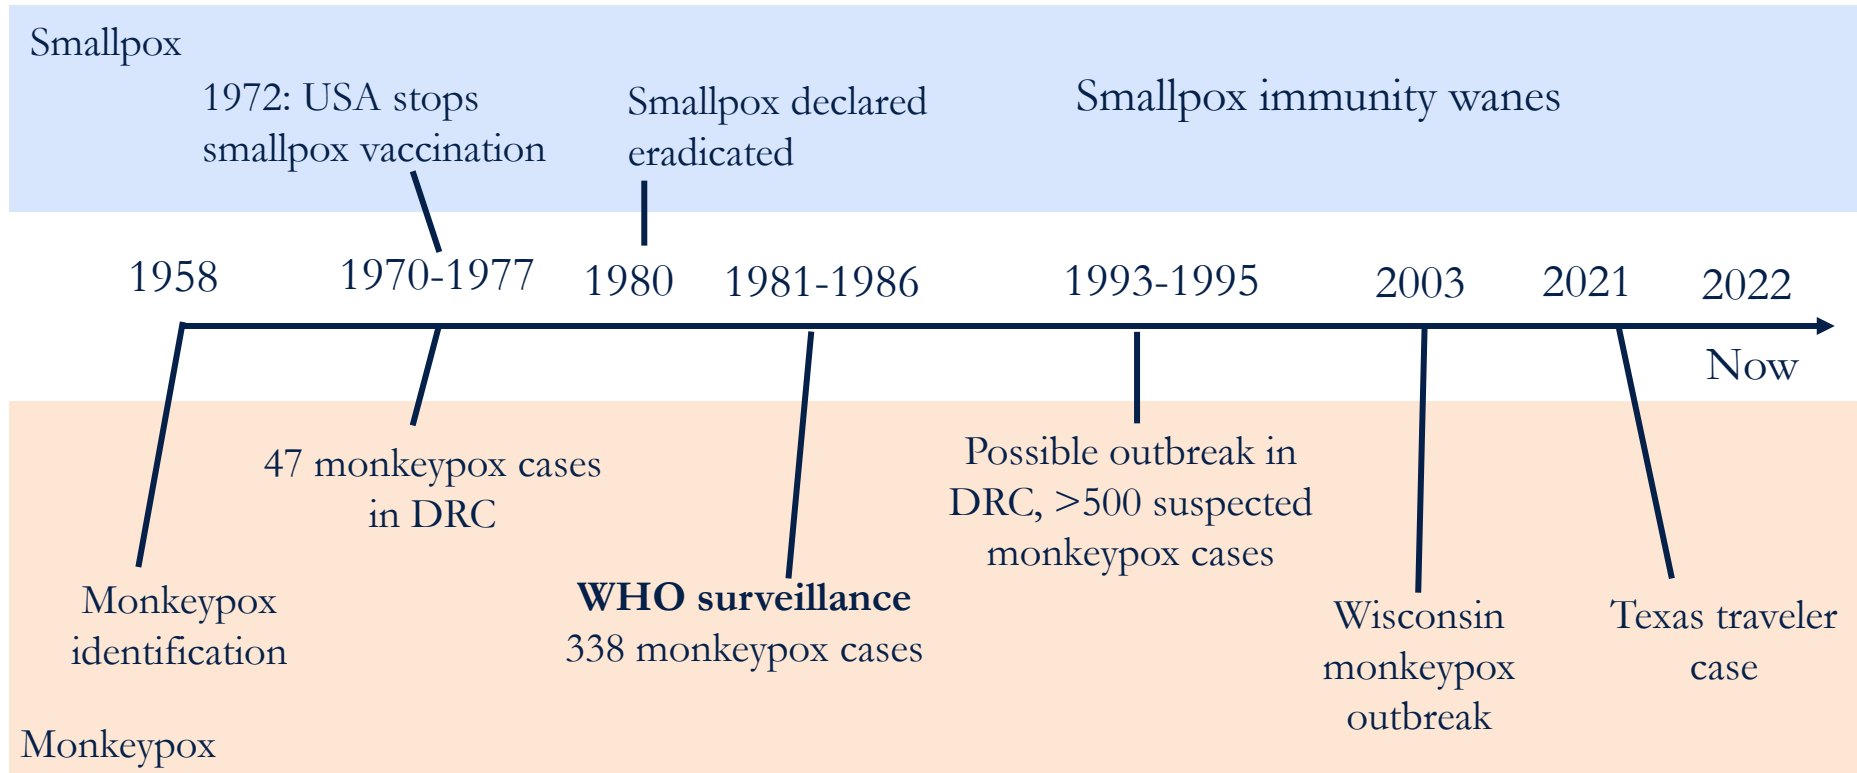 Smallpox
1972: USA stops
smallpox vaccination
Smallpox declared
eradicated
Smallpox immunity wanes
1958
1970-1977
1980
1981-1986
1993-1995
2003
2021
2022
Now
47 monkeypox cases
in DRC
Possible outbreak in
DRC, >500 suspected
monkeypox cases
Monkeypox
identification
WHO surveillance
338 monkeypox cases
Wisconsin
monkeypox
outbreak
Texas traveler
case
Monkeypox